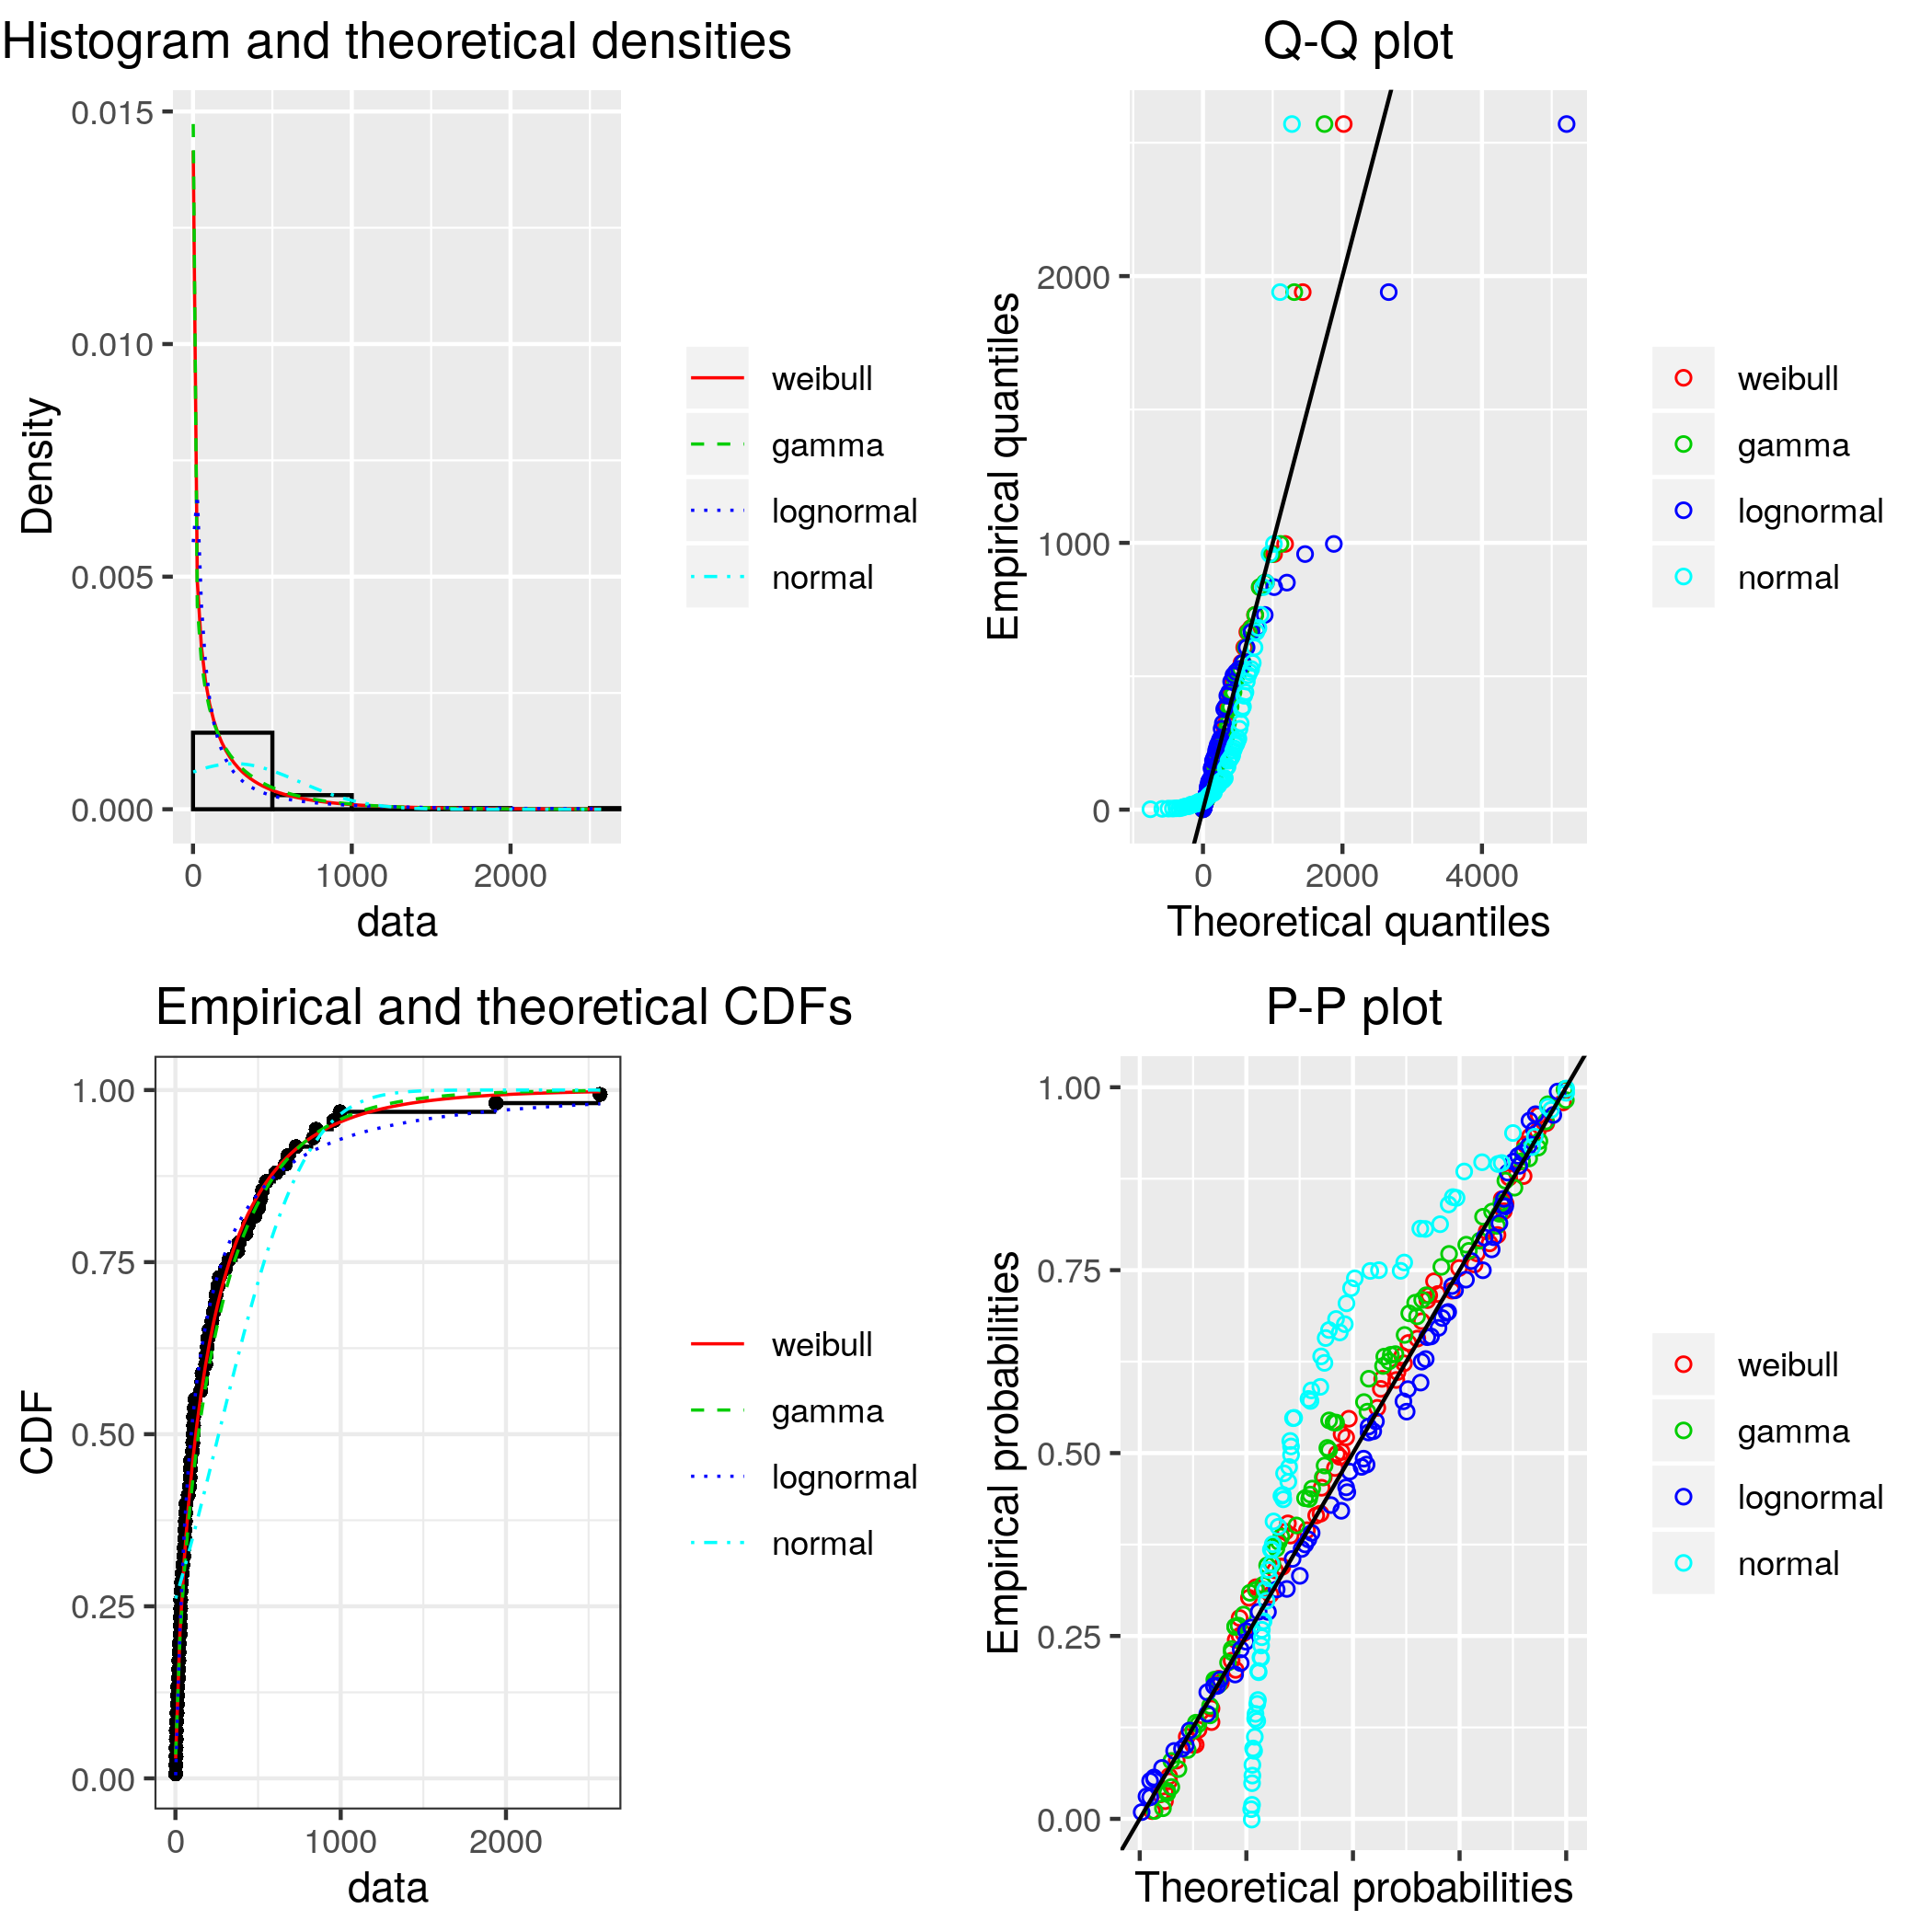 Histogram and theoretical densities
0.015
0.010
0.005
0.000
Density
0
1000
2000
data
weibull
gamma
lognormal
normal
Q-Q plot
2000
1000
0
Empirical quantiles
0
2000
4000
Theoretical quantiles
weibull
gamma
lognormal
normal
Empirical and theoretical CDFs
1.00
0.75
0.50
0.25
0.00
CDF
0
1000
2000
data
weibull
gamma
lognormal
normal
P-P plot
1.00
0.75
0.50
0.25
0.00
Empirical probabilities
Theoretical probabilities
weibull
gamma
lognormal
normal